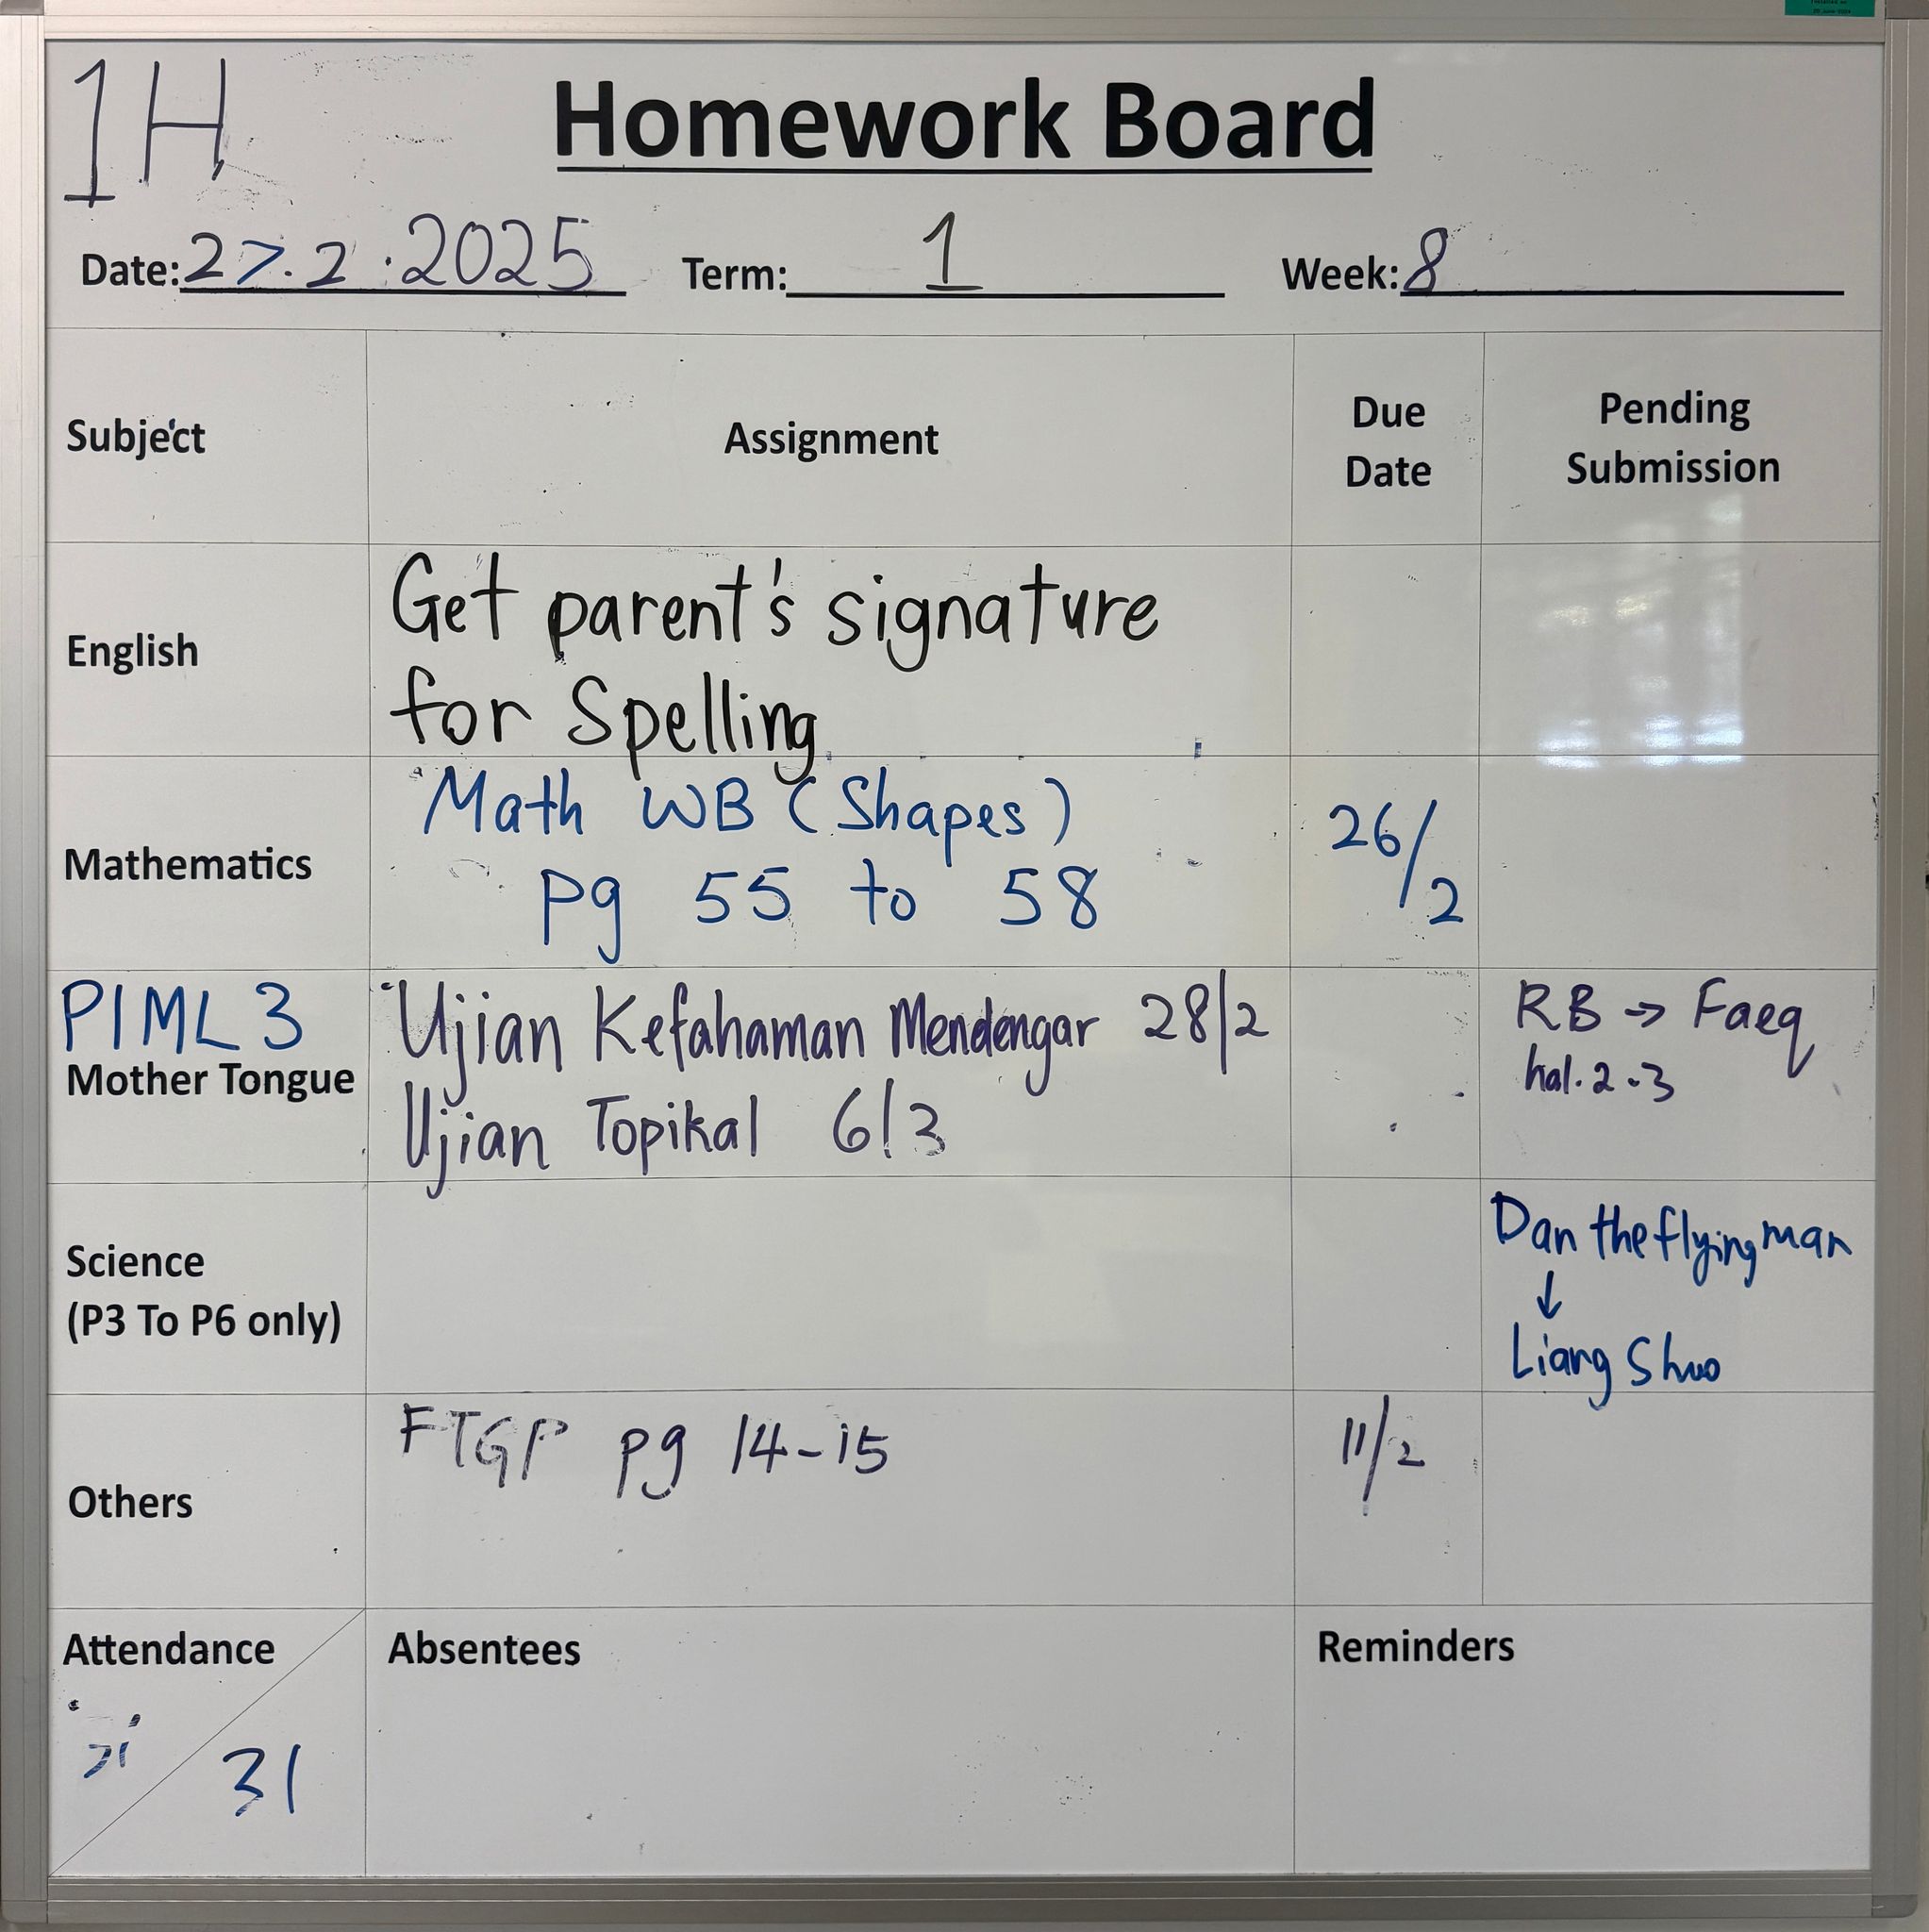 1H
Homework Board
Date: 27.2.2025 Term: 1 Week: 8
Subject Assignment Due Date Pending Submission
English Get parent's signature
for Spelling
Mathematics Math WB (Shapes) 26/2
pg 55 to 58
PIML 3
Mother Tongue
Ujian Kefahaman Mendengar 28/2
Ujian Topikal 6/3
RB → Faeq
hal. 2-3
Science
(P3 To P6 only)
Dan the flying man
↓
Liang Shuo
Others FTGP pg 14-15 11/2
Attendance Absentees Reminders
31